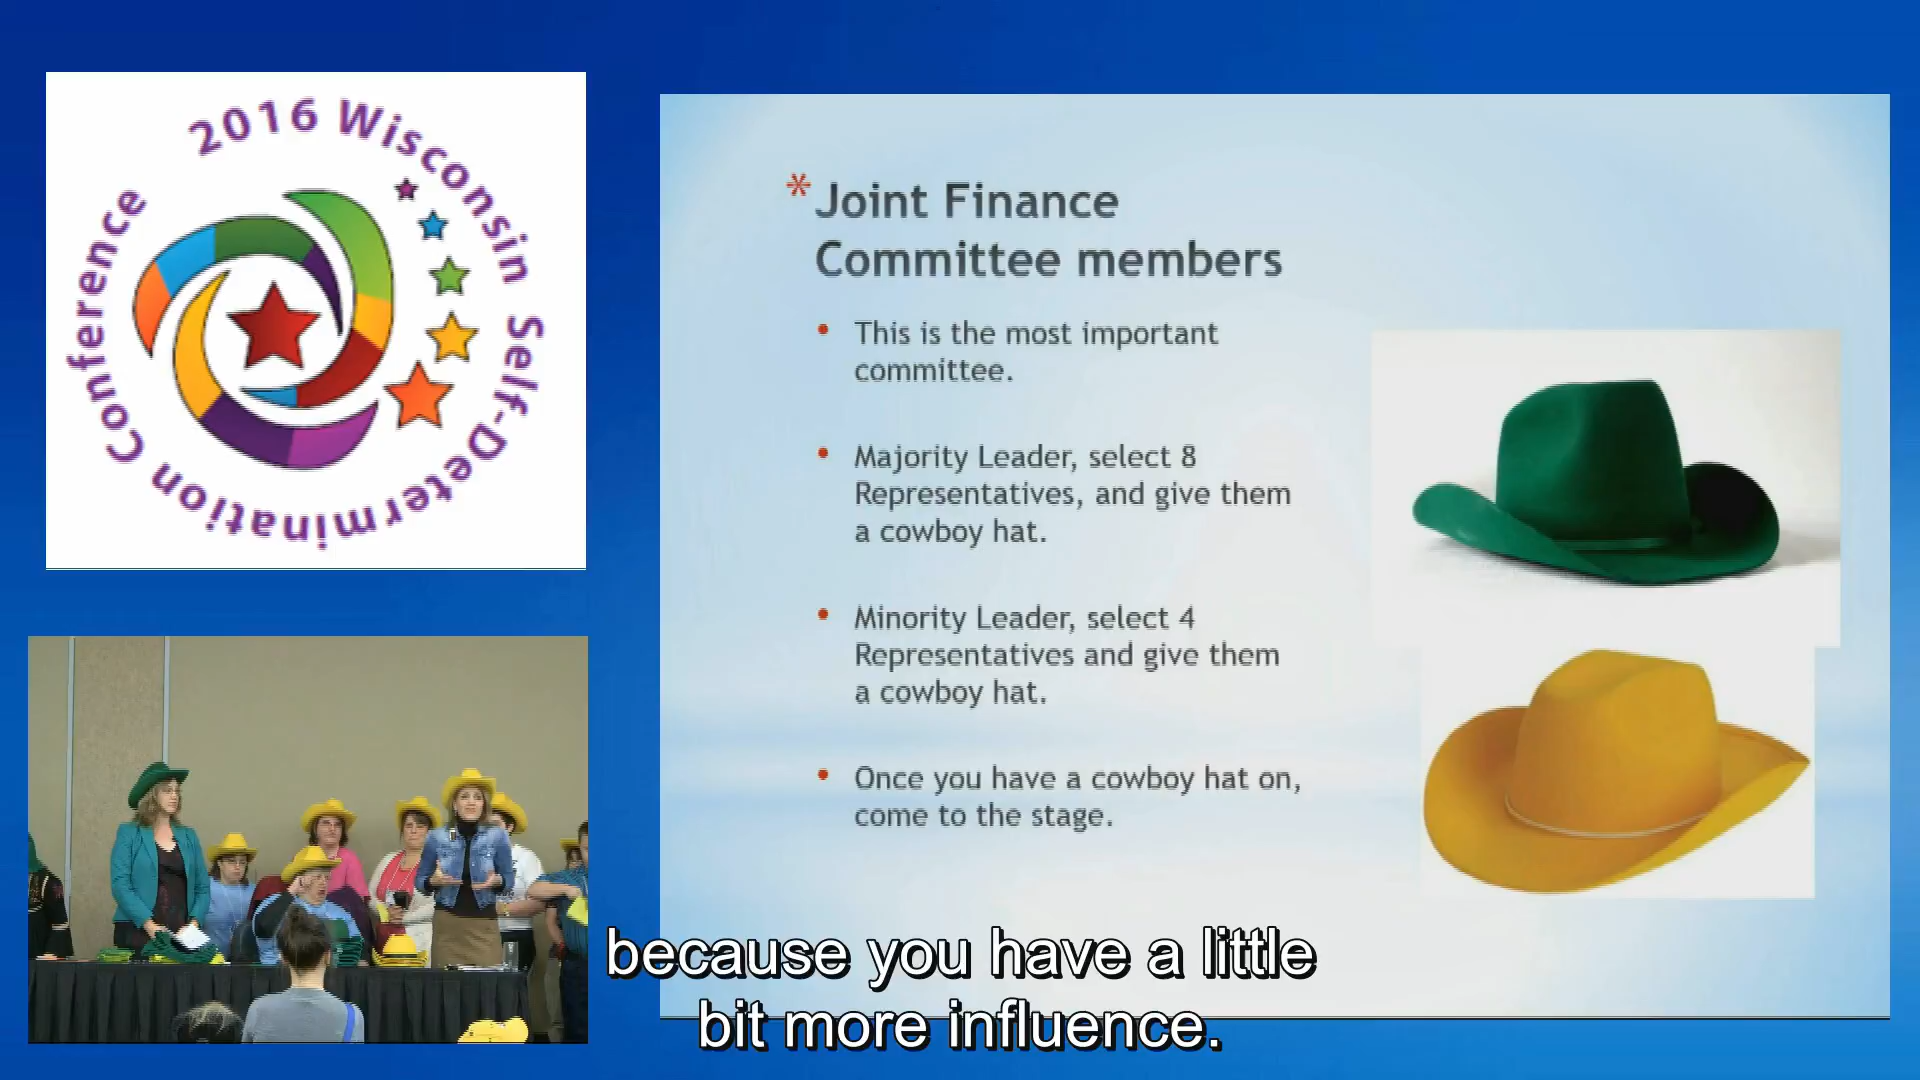 2016 Wisconsin Self-Determination Conference
* Joint Finance
Committee members
• This is the most important
committee.
• Majority Leader, select 8
Representatives, and give them
a cowboy hat.
• Minority Leader, select 4
Representatives and give them
a cowboy hat.
• Once you have a cowboy hat on,
come to the stage.
because you have a little
bit more influence.